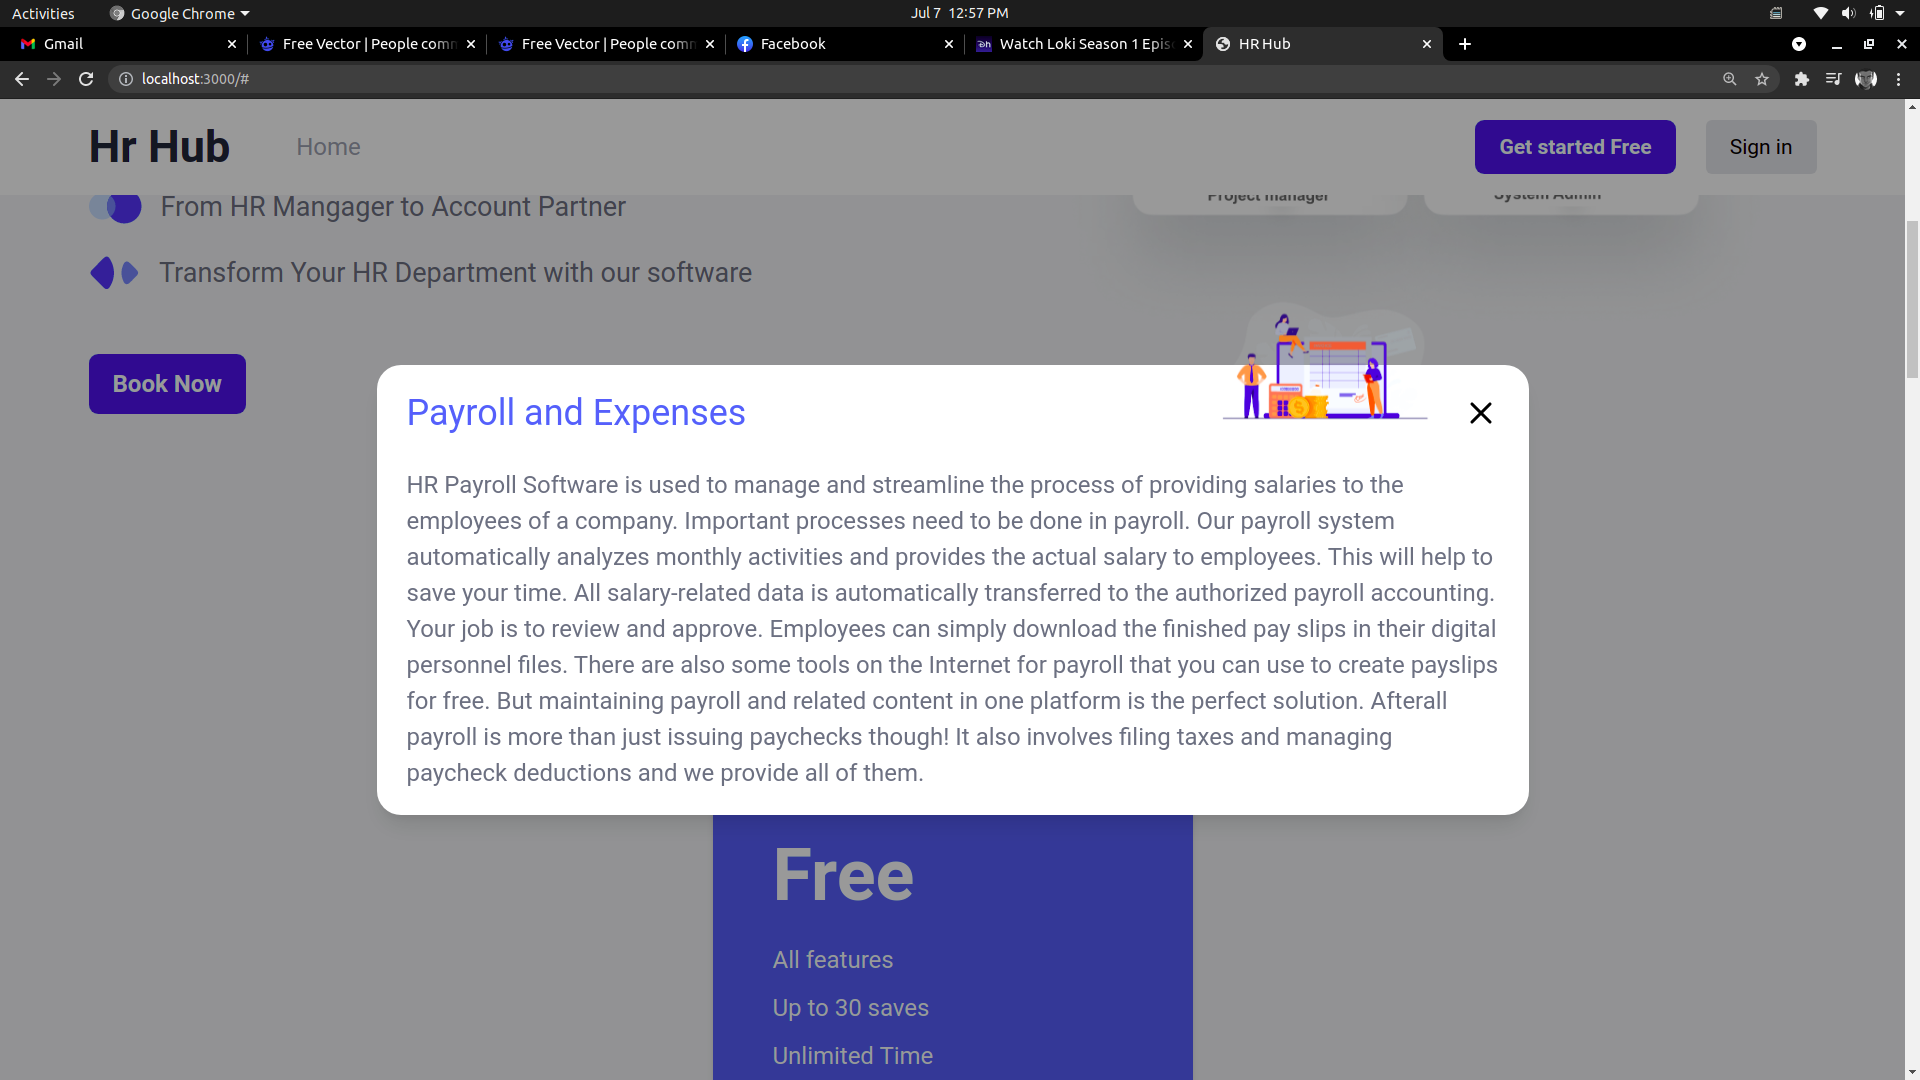 Activities
Google Chrome
Jul 7 12:57 PM
Gmail
Free Vector | People comm
Free Vector | People comm
Facebook
Watch Loki Season 1 Epis
HR Hub
localhost:3000/#
Hr Hub
Home
Get started Free
Sign in
From HR Mangager to Account Partner
Project manager
System Admin
Transform Your HR Department with our software
Book Now
Payroll and Expenses
HR Payroll Software is used to manage and streamline the process of providing salaries to the
employees of a company. Important processes need to be done in payroll. Our payroll system
automatically analyzes monthly activities and provides the actual salary to employees. This will help to
save your time. All salary-related data is automatically transferred to the authorized payroll accounting.
Your job is to review and approve. Employees can simply download the finished pay slips in their digital
personnel files. There are also some tools on the Internet for payroll that you can use to create payslips
for free. But maintaining payroll and related content in one platform is the perfect solution. Afterall
payroll is more than just issuing paychecks though! It also involves filing taxes and managing
paycheck deductions and we provide all of them.
Free
All features
Up to 30 saves
Unlimited Time